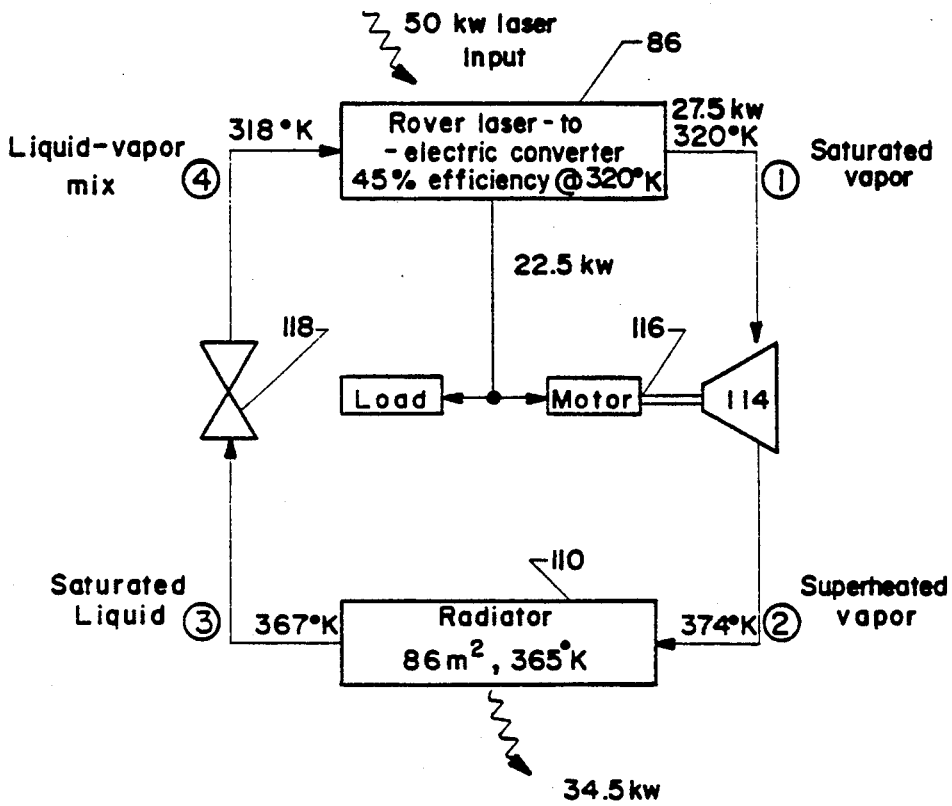 50 kw laser
input
86
318°K
Rover laser-to
-electric converter
45% efficiency @ 320°K
27.5 kw
320°K
Liquid-vapor
mix
④
①
Saturated
vapor
22.5 kw
118
116
Load
Motor
114
Saturated
Liquid
③
367°K
110
Radiator
86 m², 365°K
374°K
②
Superheated
vapor
34.5 kw